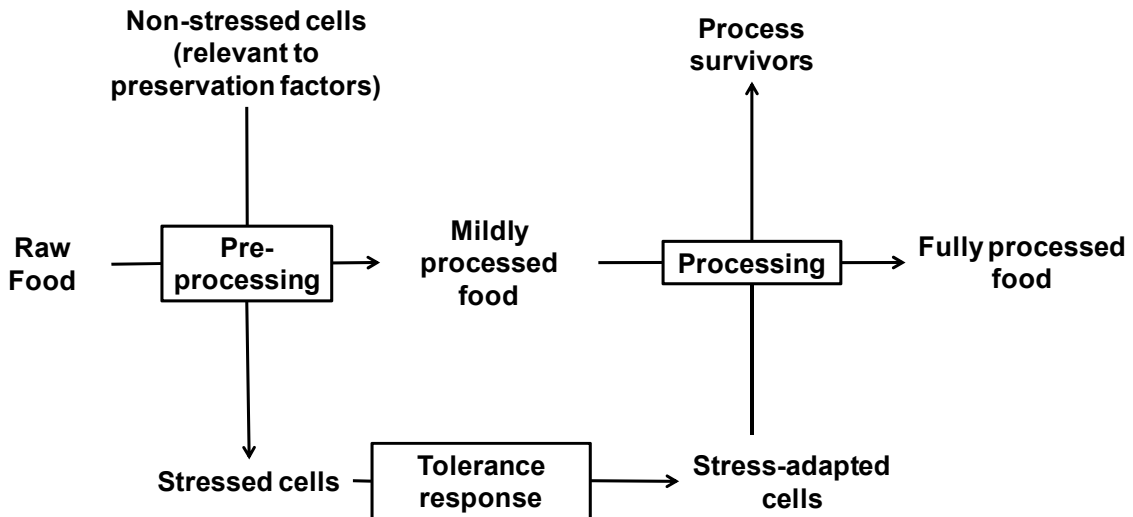 Non-stressed cells
(relevant to
preservation factors)
Process
survivors
Raw
Food
Pre-
processing
Mildly
processed
food
Processing
Fully processed
food
Stressed cells
Tolerance
response
Stress-adapted
cells